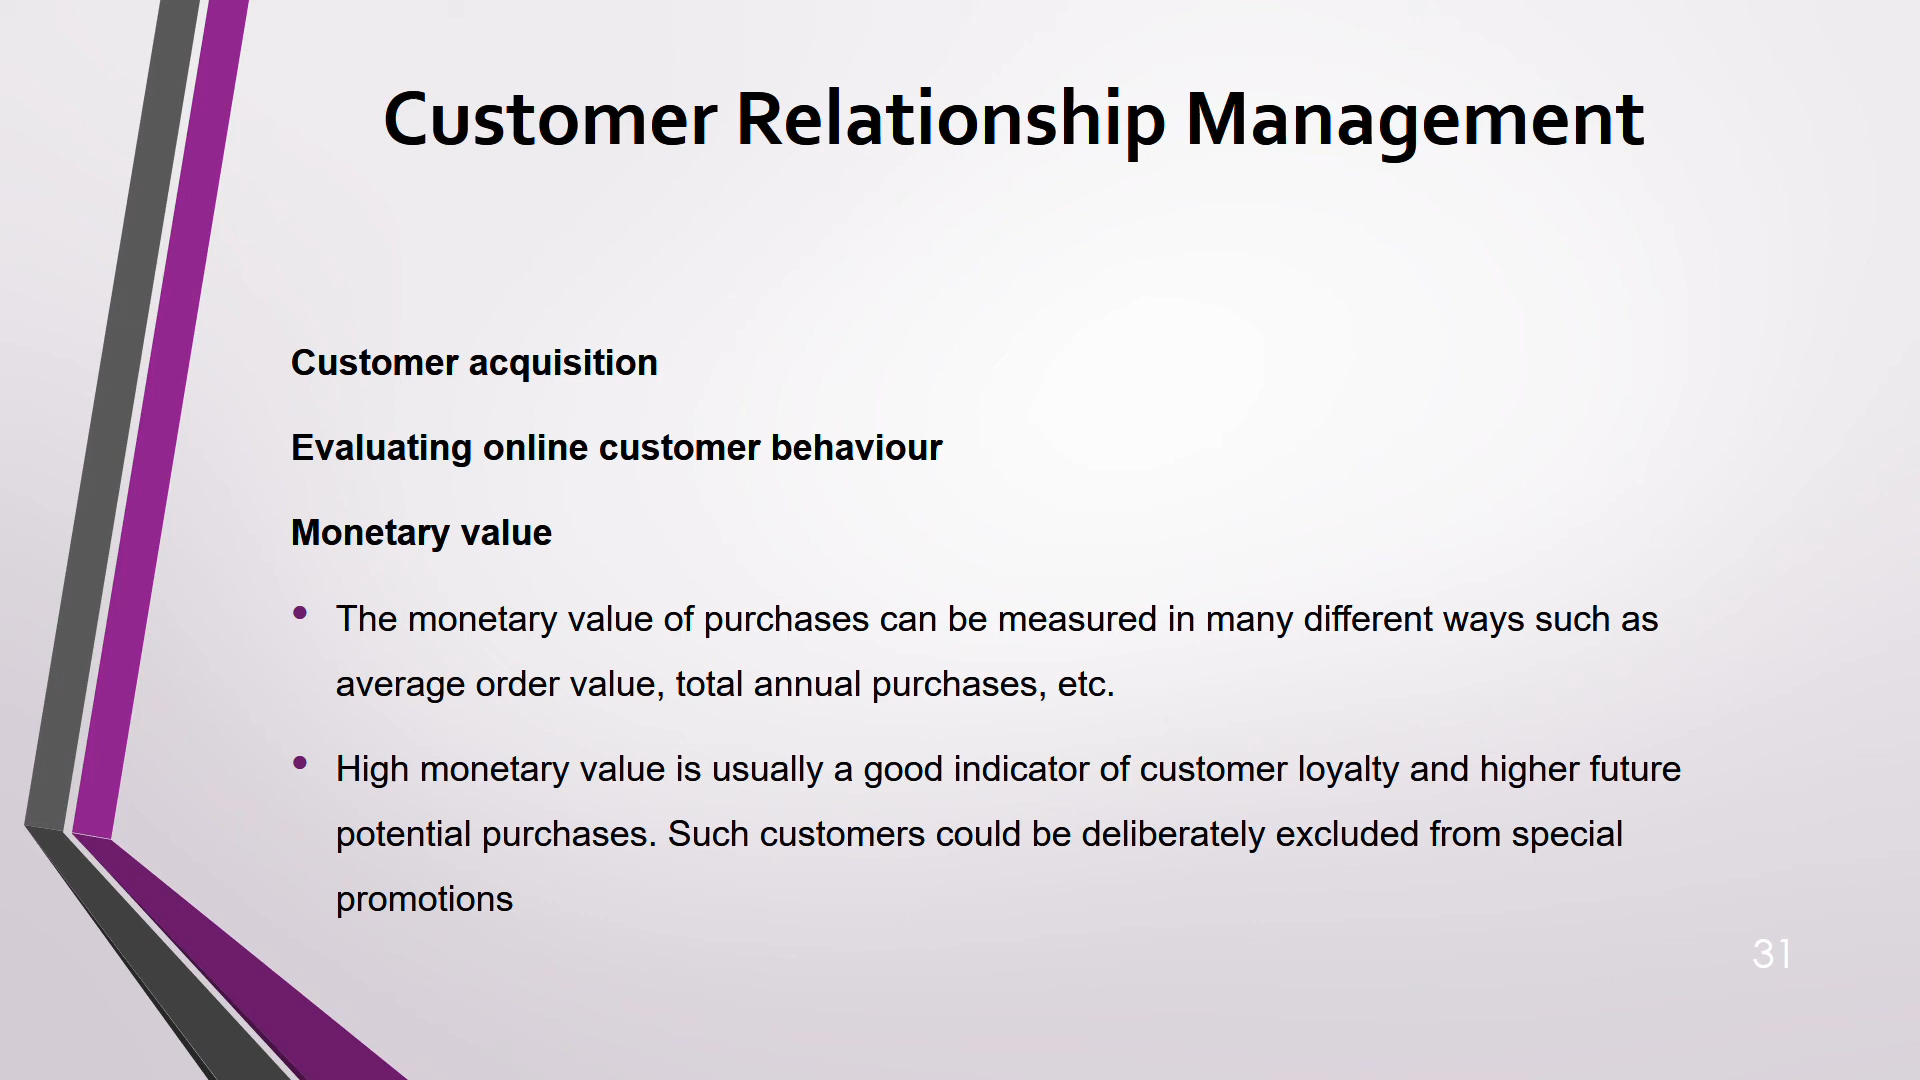 Customer Relationship Management
Customer acquisition
Evaluating online customer behaviour
Monetary value
• The monetary value of purchases can be measured in many different ways such as
average order value, total annual purchases, etc.
• High monetary value is usually a good indicator of customer loyalty and higher future
potential purchases. Such customers could be deliberately excluded from special
promotions
31